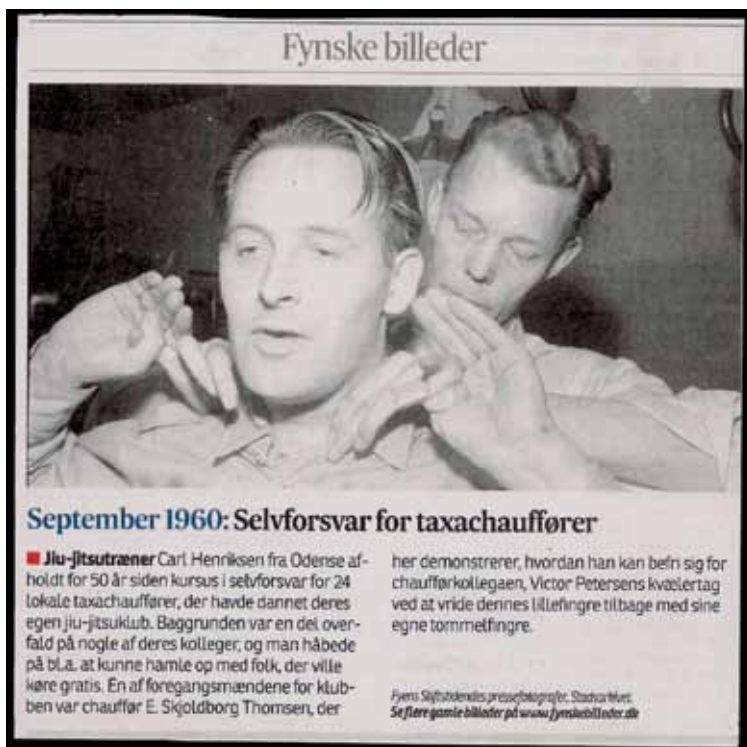 Fynske billeder
September 1960: Selvforsvar for taxachauffører
Jiu-jitsutræner Carl Henriksen fra Odense af-
holdt for 50 år siden kursus i selvforsvar for 24
lokale taxachauffører, der havde dannet deres
egen jiu-jitsuklub. Baggrunden var en del over-
fald på nogle af deres kolleger, og man håbede
på bl.a. at kunne hamle op med folk, der ville
køre gratis. En af foregangsmændene for klub-
ben var chauffør E. Skjoldborg Thomsen, der
her demonstrerer, hvordan han kan befri sig for
chaufførkollegaen, Victor Petersens kvælertag
ved at vride dennes lillefingre tilbage med sine
egne tommelfingre.
Fyens Stiftstidendes pressefotografer, Stadsarkivet.
Se flere gamle billeder på www.fynskebilleder.dk